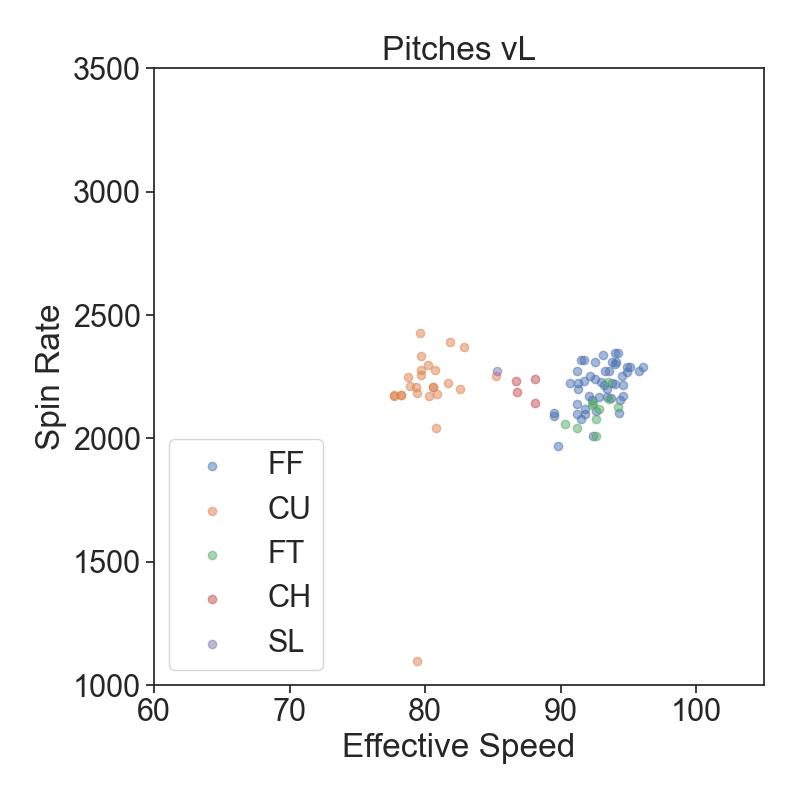 Pitches vL
3500
3000
2500
2000
1500
1000
Spin Rate
FF
CU
FT
CH
SL
60 70 80 90 100
Effective Speed